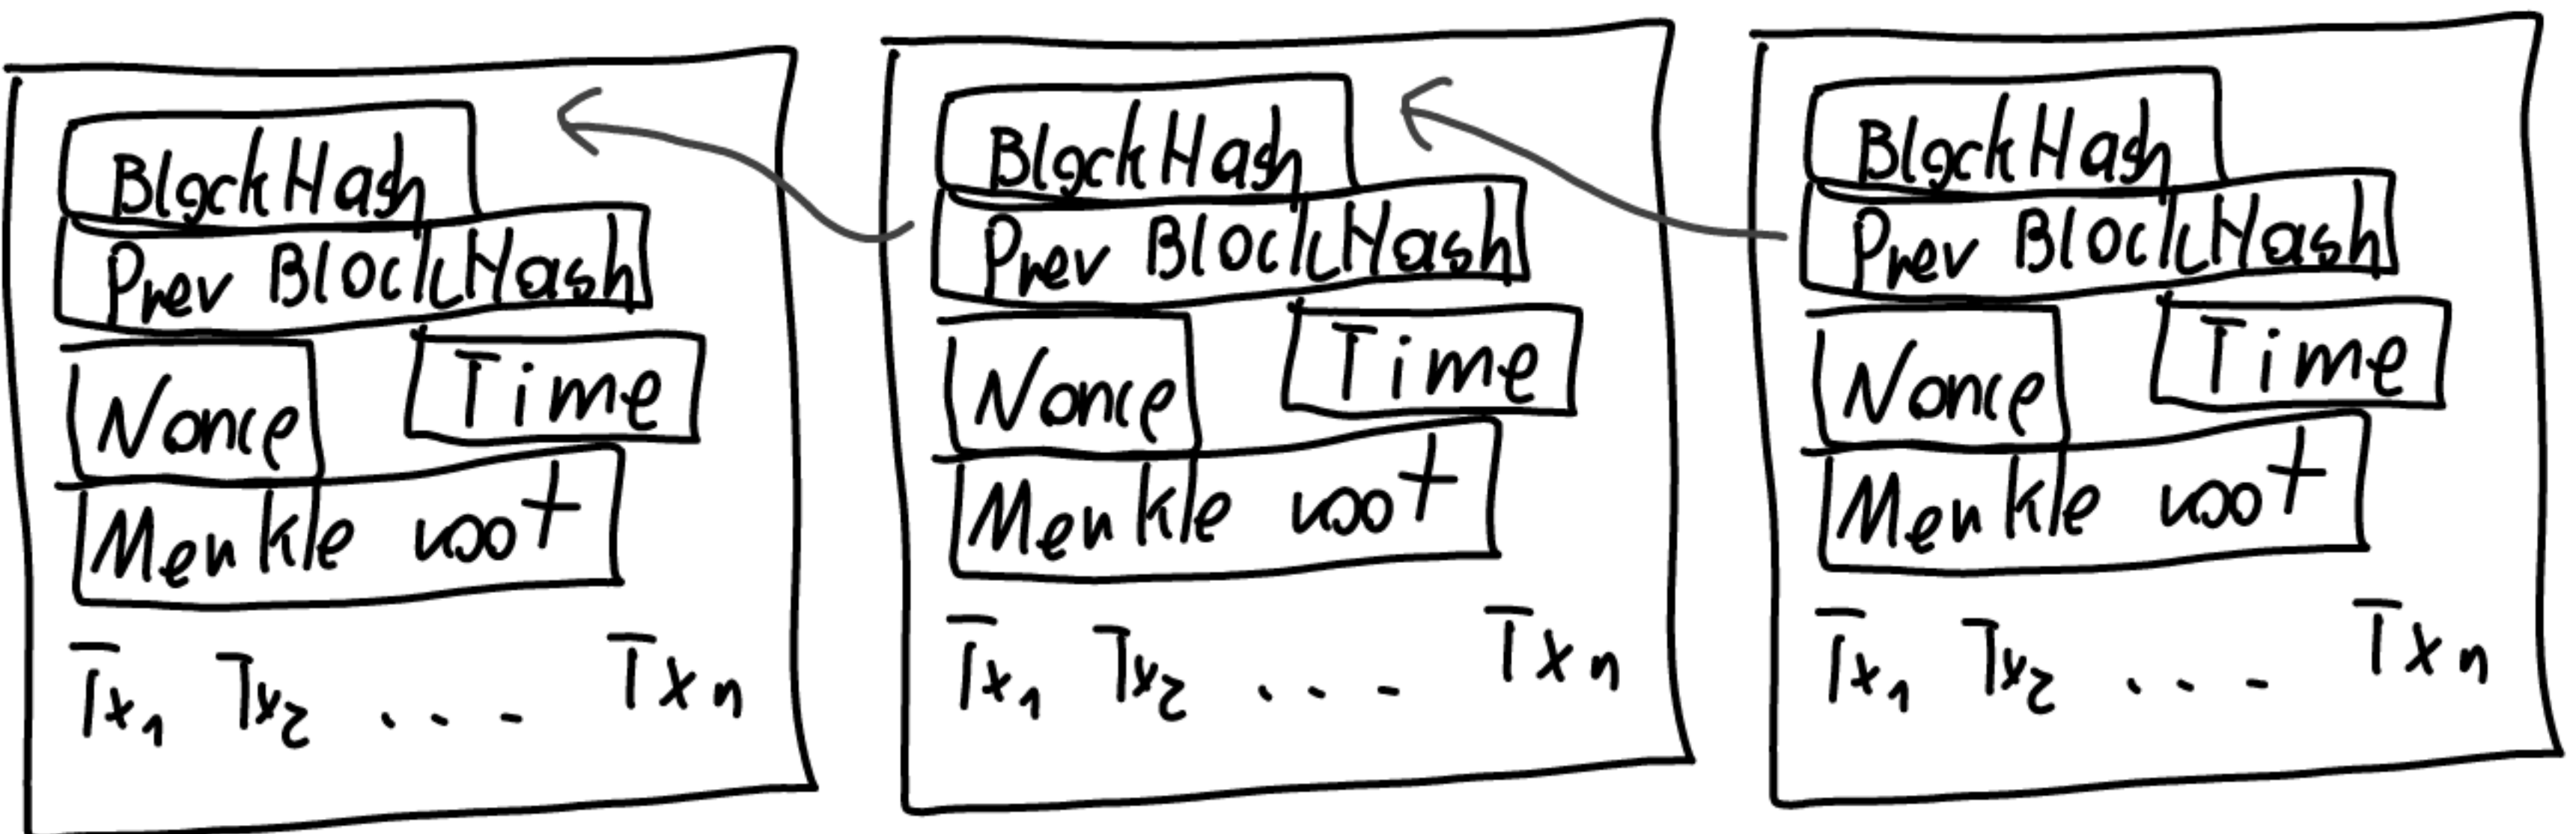 BlockHash
Prev BlockHash
Nonce Time
Merkle root
Tx1 Tx2 ... Txn
BlockHash
Prev BlockHash
Nonce Time
Merkle root
Tx1 Tx2 ... Txn
BlockHash
Prev BlockHash
Nonce Time
Merkle root
Tx1 Tx2 ... Txn